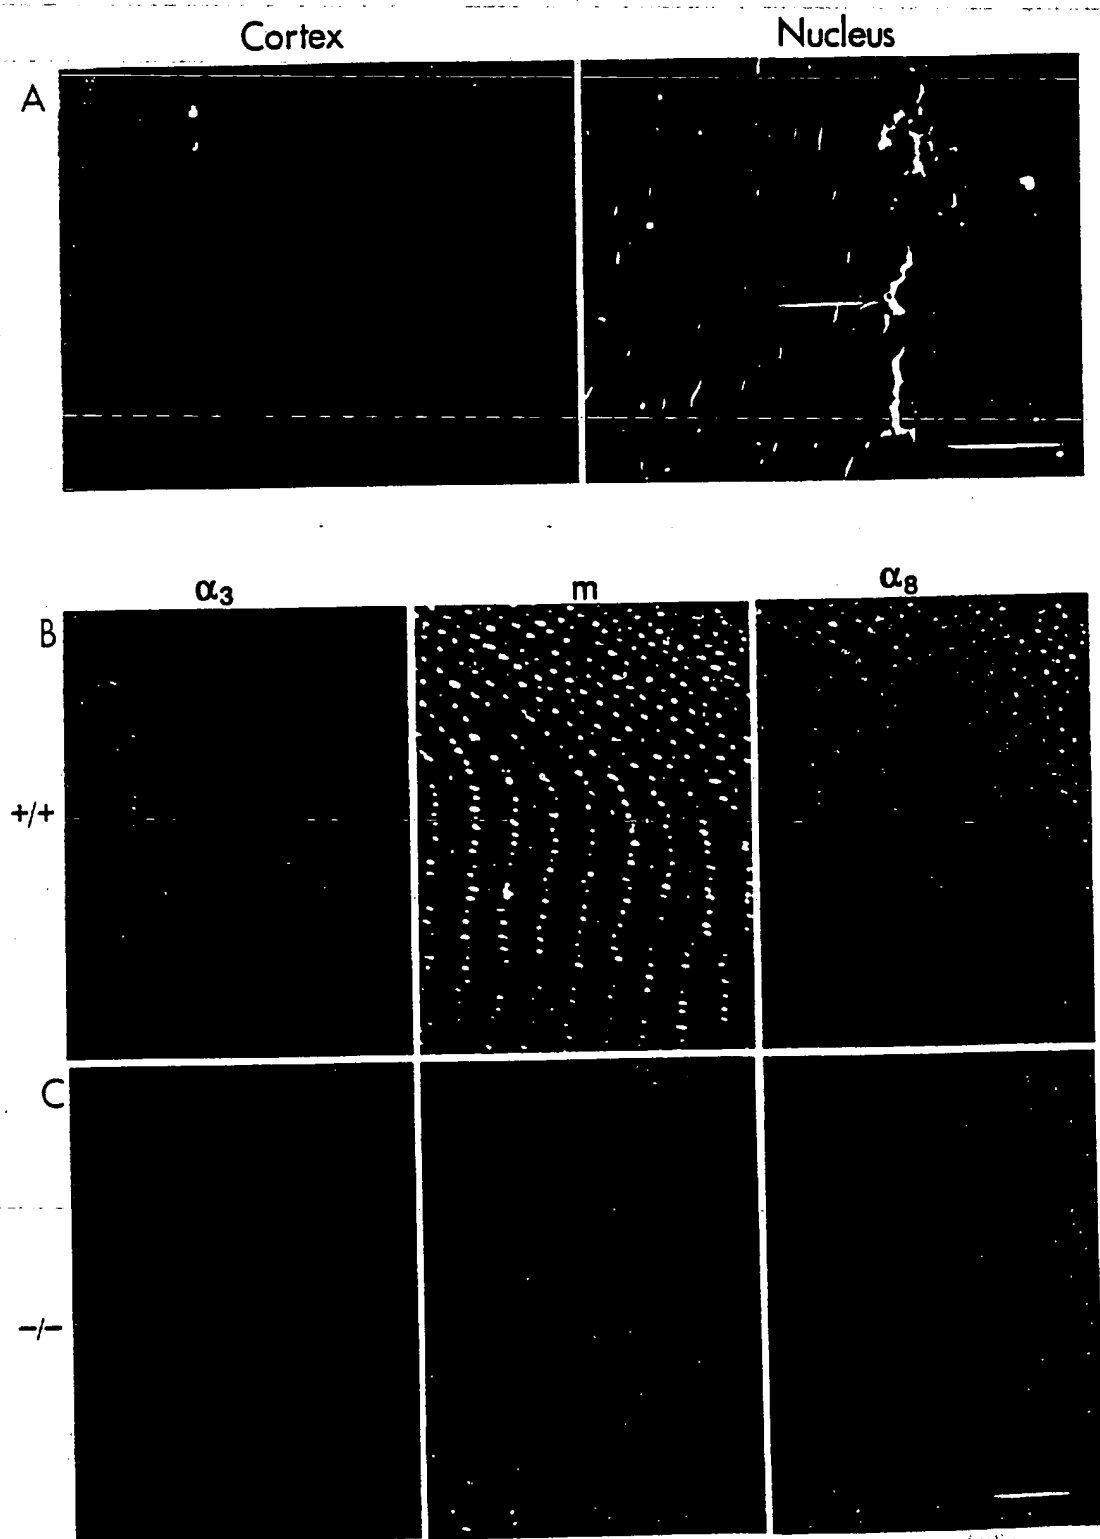 Cortex Nucleus
A
α₃ m α₈
B
+/+
C
−/−